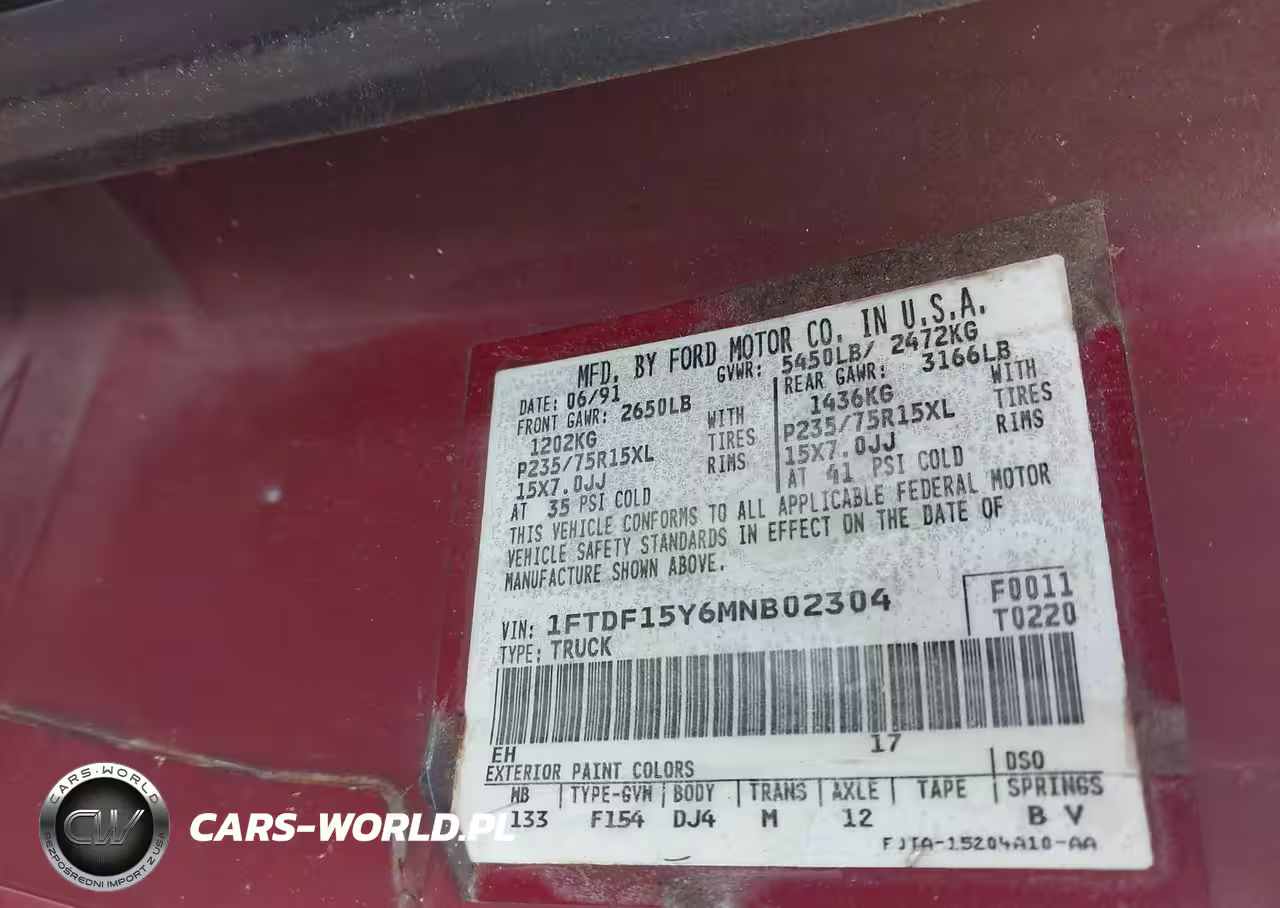 MFD. BY FORD MOTOR CO. IN U.S.A.
DATE: 06/91 GVWR: 5450LB/ 2472KG
FRONT GAWR: 2650LB REAR GAWR: 3166LB
1202KG WITH 1436KG WITH
P235/75R15XL TIRES P235/75R15XL TIRES
15X7.0JJ RIMS 15X7.0JJ RIMS
AT 35 PSI COLD AT 41 PSI COLD
THIS VEHICLE CONFORMS TO ALL APPLICABLE FEDERAL MOTOR
VEHICLE SAFETY STANDARDS IN EFFECT ON THE DATE OF
MANUFACTURE SHOWN ABOVE.
VIN: 1FTDF15Y6MNB02304 F0011
TYPE: TRUCK T0220
EH 17
EXTERIOR PAINT COLORS DSO
WB TYPE-GVW BODY TRANS AXLE TAPE SPRINGS
133 F154 DJ4 M 12 B V
FJTA-15204A10-AA
CARS-WORLD
CW
BEZPOŚREDNI IMPORT Z USA
CARS-WORLD.PL